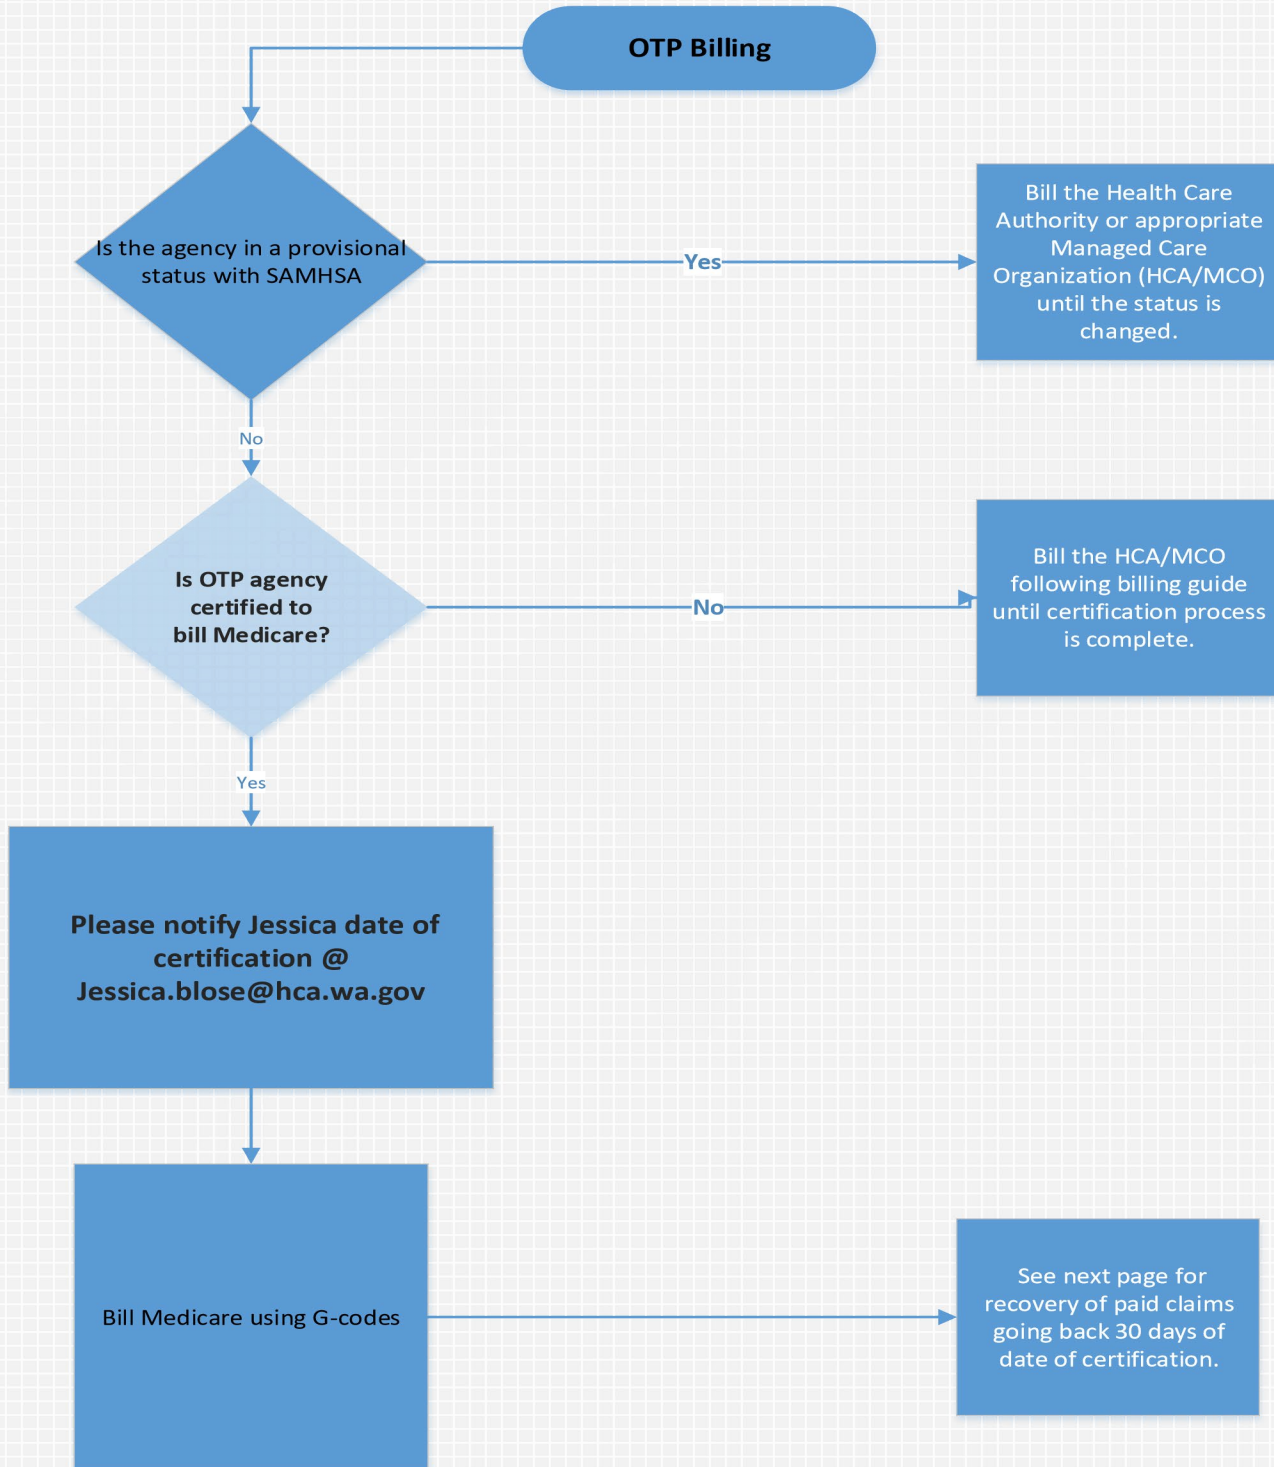 OTP Billing
Is the agency in a provisional
status with SAMHSA
Yes
Bill the Health Care
Authority or appropriate
Managed Care
Organization (HCA/MCO)
until the status is
changed.
No
Is OTP agency
certified to
bill Medicare?
No
Bill the HCA/MCO
following billing guide
until certification process
is complete.
Yes
Please notify Jessica date of
certification @
Jessica.blose@hca.wa.gov
Bill Medicare using G-codes
See next page for
recovery of paid claims
going back 30 days of
date of certification.